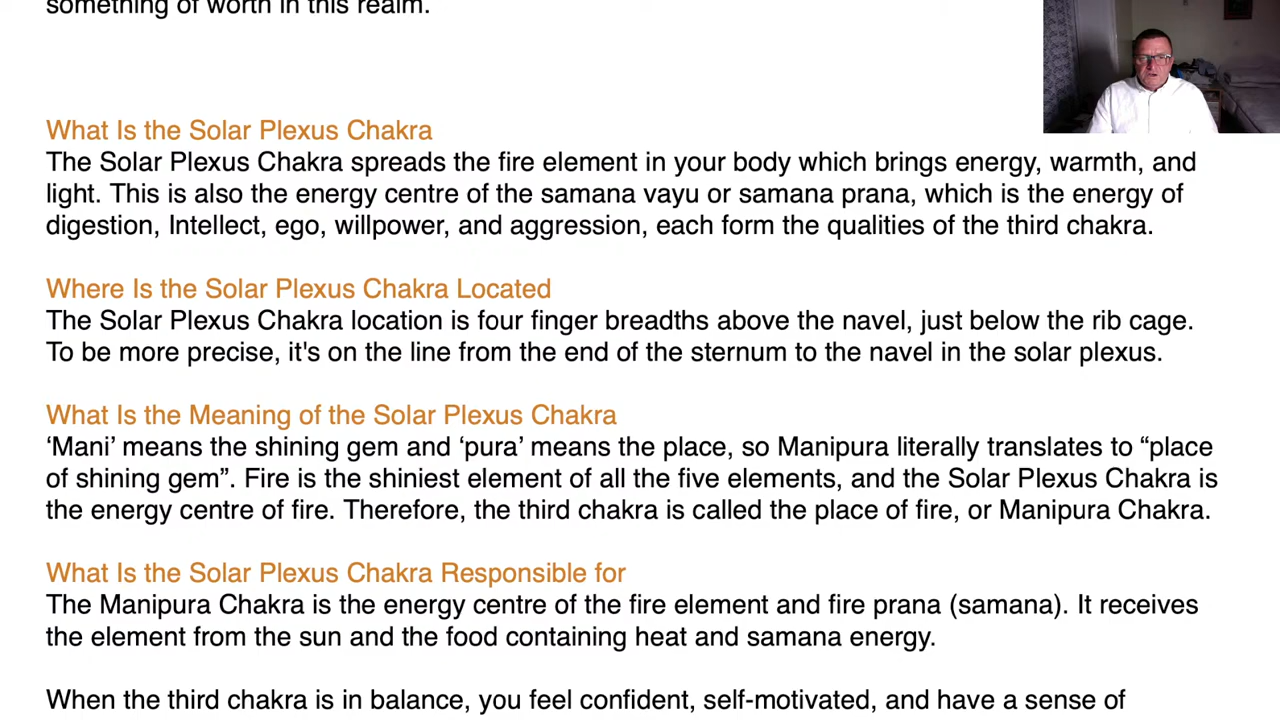 something of worth in this realm.
What Is the Solar Plexus Chakra
The Solar Plexus Chakra spreads the fire element in your body which brings energy, warmth, and
light. This is also the energy centre of the samana vayu or samana prana, which is the energy of
digestion, Intellect, ego, willpower, and aggression, each form the qualities of the third chakra.
Where Is the Solar Plexus Chakra Located
The Solar Plexus Chakra location is four finger breadths above the navel, just below the rib cage.
To be more precise, it's on the line from the end of the sternum to the navel in the solar plexus.
What Is the Meaning of the Solar Plexus Chakra
‘Mani’ means the shining gem and ‘pura’ means the place, so Manipura literally translates to “place
of shining gem”. Fire is the shiniest element of all the five elements, and the Solar Plexus Chakra is
the energy centre of fire. Therefore, the third chakra is called the place of fire, or Manipura Chakra.
What Is the Solar Plexus Chakra Responsible for
The Manipura Chakra is the energy centre of the fire element and fire prana (samana). It receives
the element from the sun and the food containing heat and samana energy.
When the third chakra is in balance, you feel confident, self-motivated, and have a sense of